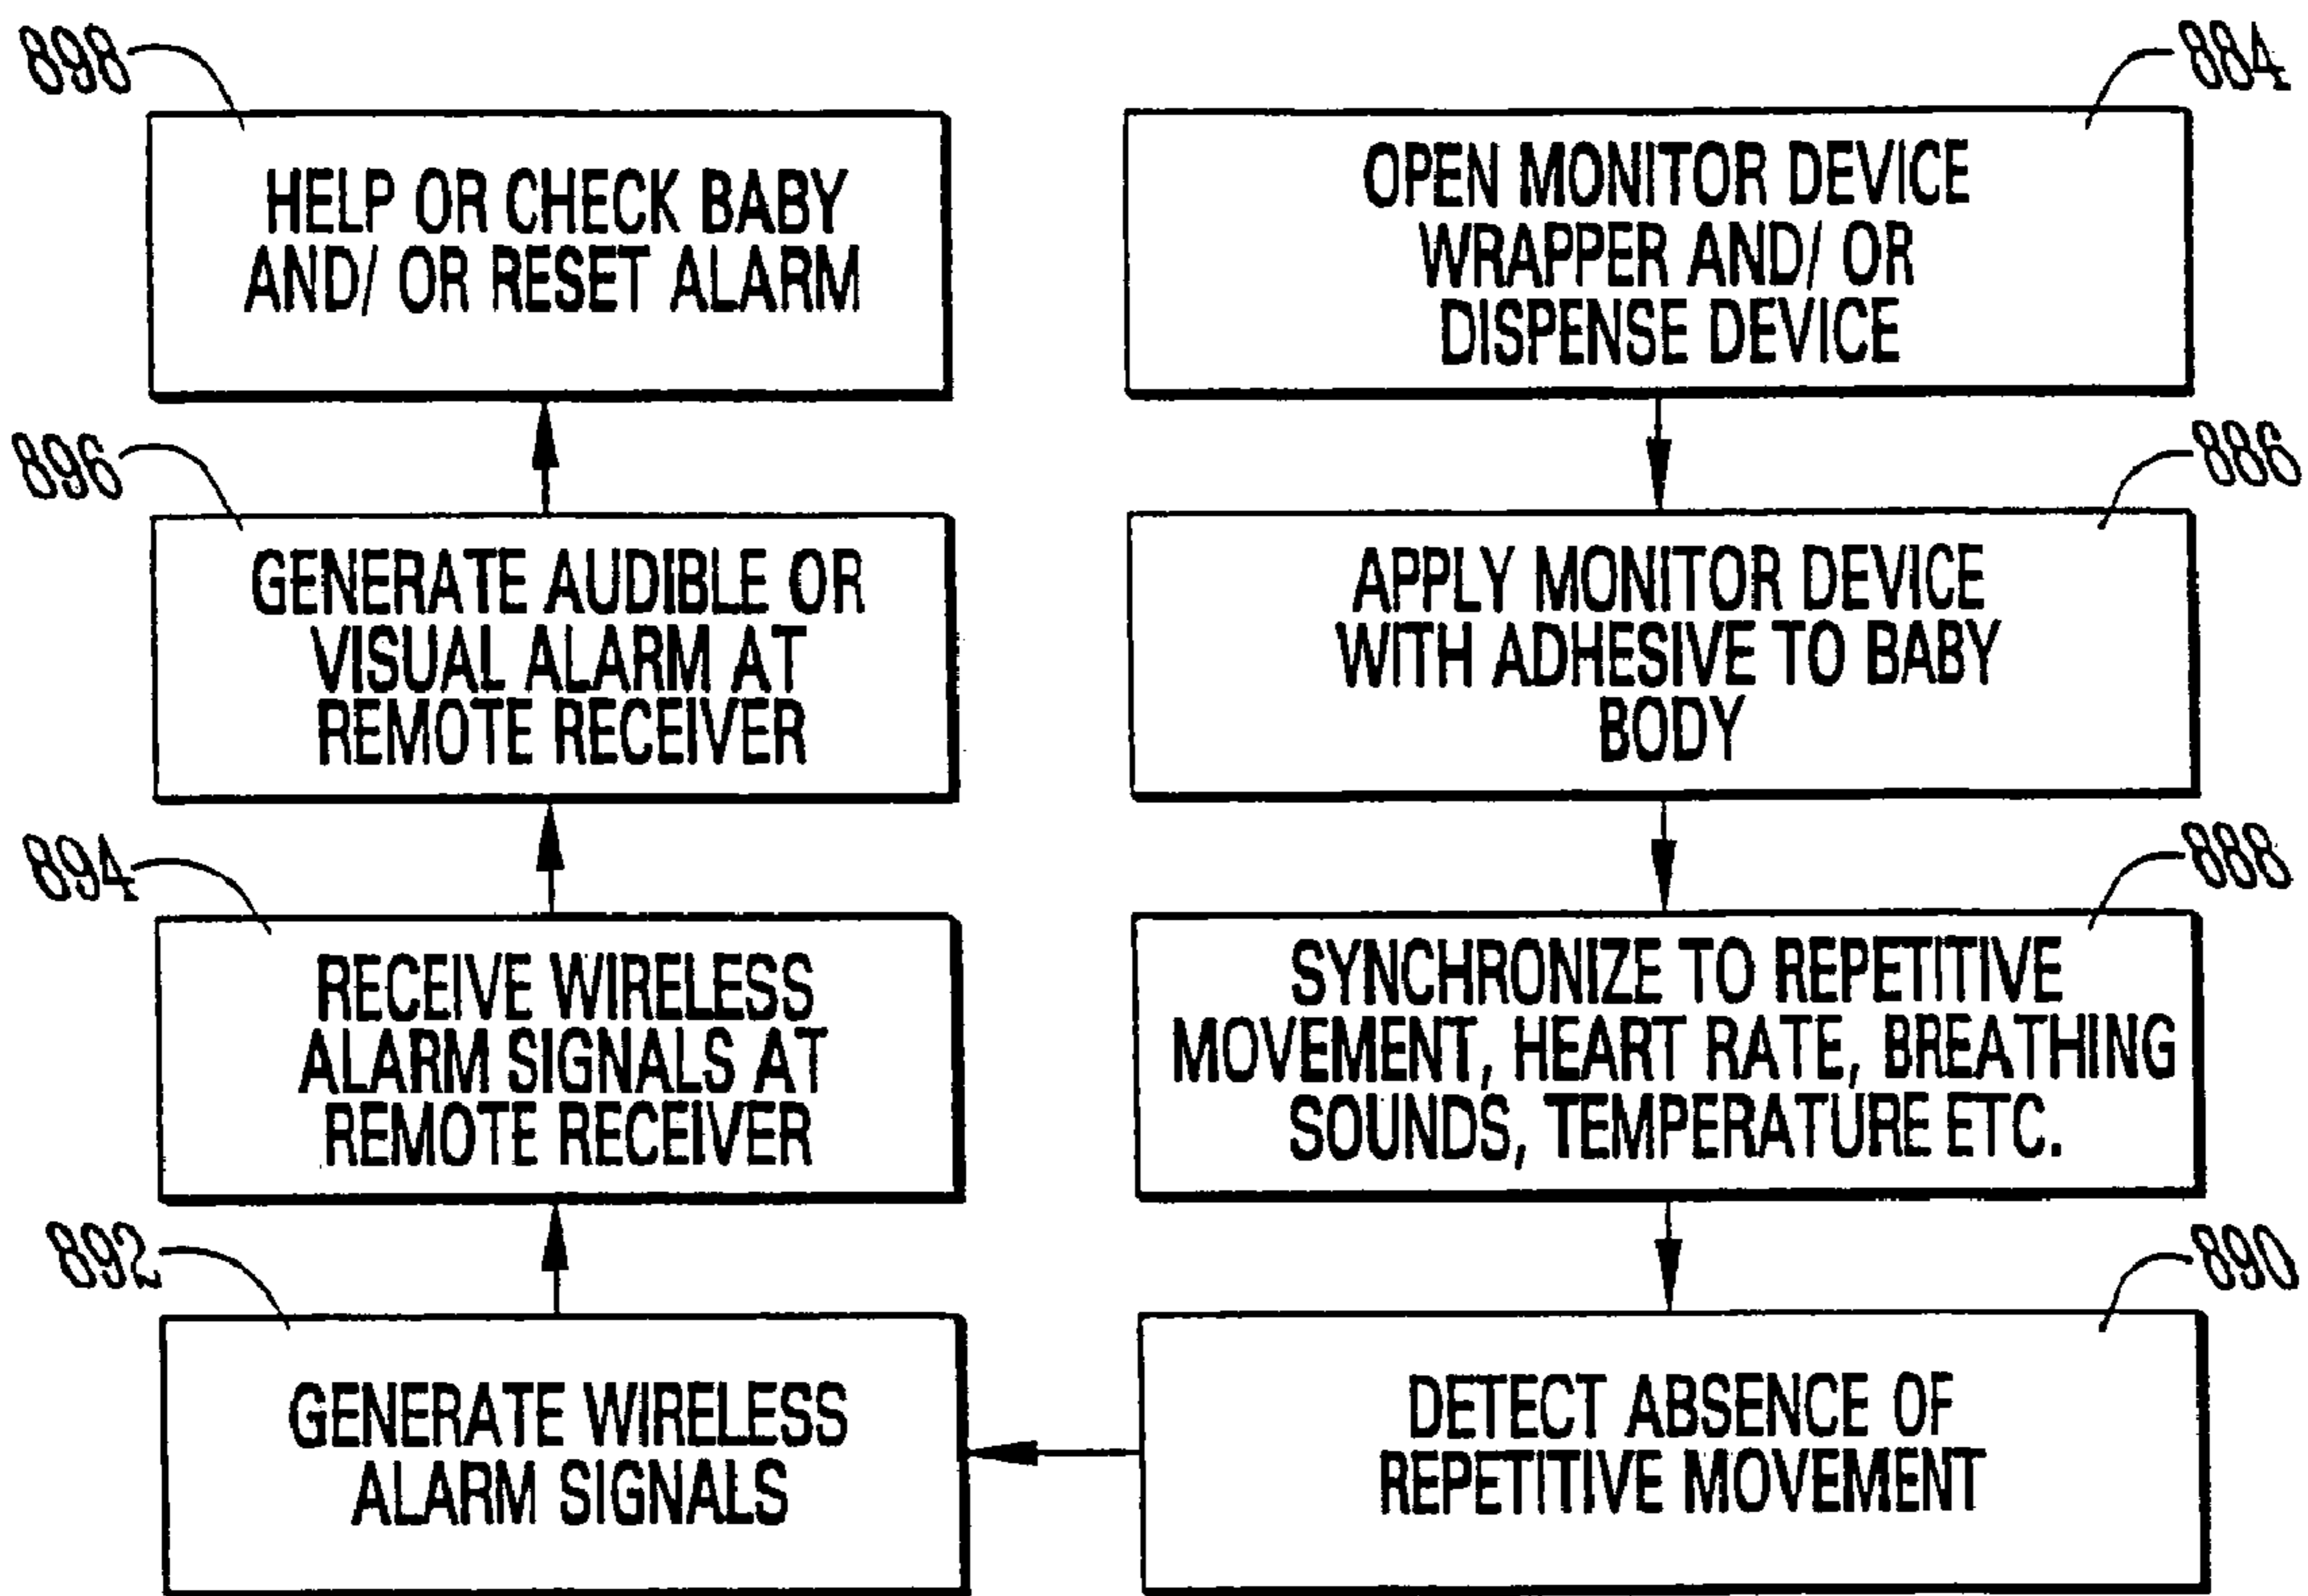 898
HELP OR CHECK BABY
AND/ OR RESET ALARM
884
OPEN MONITOR DEVICE
WRAPPER AND/ OR
DISPENSE DEVICE
896
GENERATE AUDIBLE OR
VISUAL ALARM AT
REMOTE RECEIVER
886
APPLY MONITOR DEVICE
WITH ADHESIVE TO BABY
BODY
894
RECEIVE WIRELESS
ALARM SIGNALS AT
REMOTE RECEIVER
888
SYNCHRONIZE TO REPETITIVE
MOVEMENT, HEART RATE, BREATHING
SOUNDS, TEMPERATURE ETC.
892
GENERATE WIRELESS
ALARM SIGNALS
890
DETECT ABSENCE OF
REPETITIVE MOVEMENT